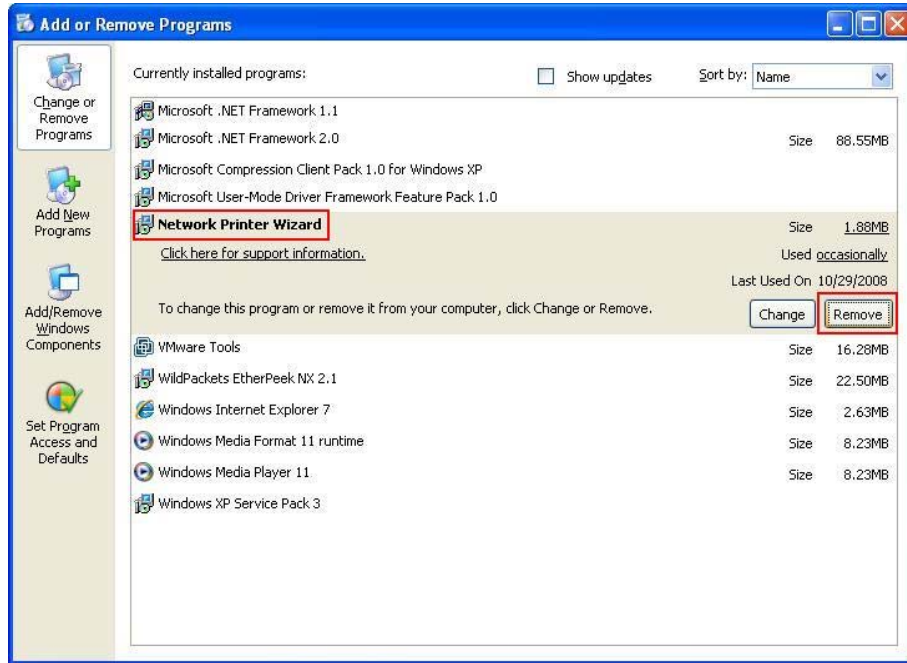 Add or Remove Programs
Change or
Remove
Programs
Add New
Programs
Add/Remove
Windows
Components
Set Program
Access and
Defaults
Currently installed programs:
Show updates
Sort by: Name
Microsoft .NET Framework 1.1
Microsoft .NET Framework 2.0 Size 88.55MB
Microsoft Compression Client Pack 1.0 for Windows XP
Microsoft User-Mode Driver Framework Feature Pack 1.0
Network Printer Wizard Size 1.88MB
Click here for support information. Used occasionally
Last Used On 10/29/2008
To change this program or remove it from your computer, click Change or Remove. Change Remove
VMware Tools Size 16.28MB
WildPackets EtherPeek NX 2.1 Size 22.50MB
Windows Internet Explorer 7 Size 2.63MB
Windows Media Format 11 runtime Size 8.23MB
Windows Media Player 11 Size 8.23MB
Windows XP Service Pack 3